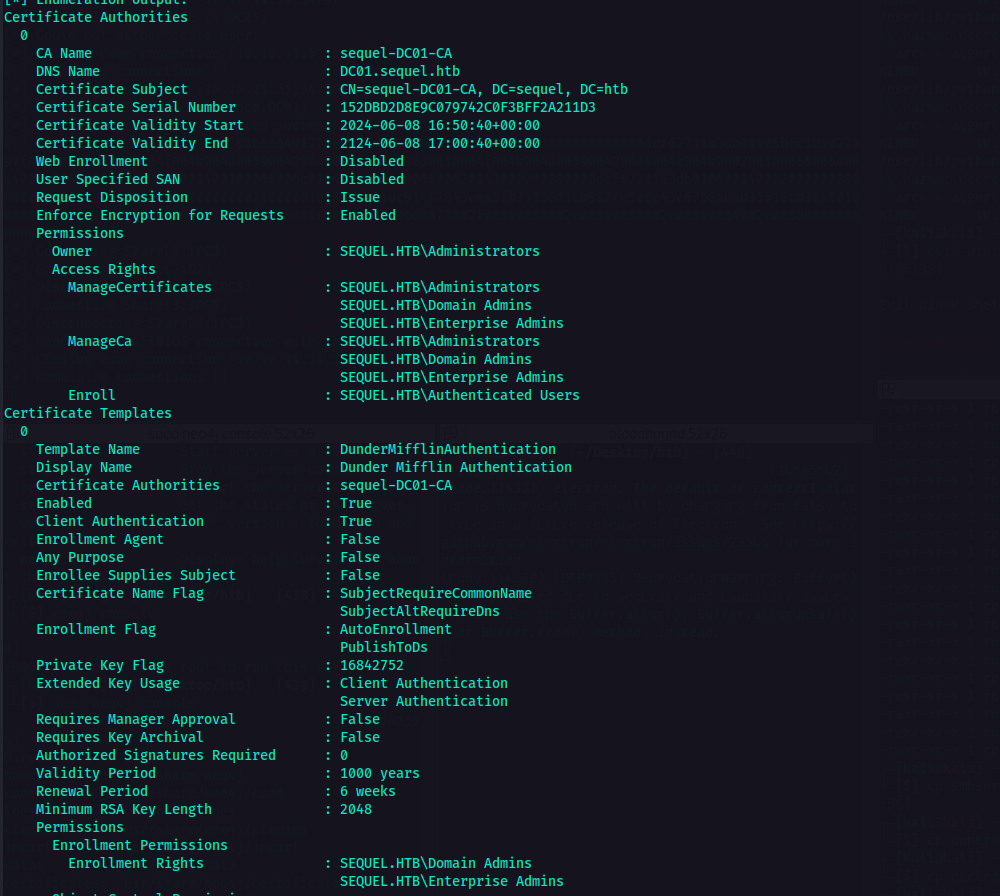 [*] Enumeration output:
Certificate Authorities
  0
    CA Name                             : sequel-DC01-CA
    DNS Name                            : DC01.sequel.htb
    Certificate Subject                 : CN=sequel-DC01-CA, DC=sequel, DC=htb
    Certificate Serial Number           : 152DBD2D8E9C079742C0F3BFF2A211D3
    Certificate Validity Start          : 2024-06-08 16:50:40+00:00
    Certificate Validity End            : 2124-06-08 17:00:40+00:00
    Web Enrollment                      : Disabled
    User Specified SAN                  : Disabled
    Request Disposition                 : Issue
    Enforce Encryption for Requests     : Enabled
    Permissions
      Owner                             : SEQUEL.HTB\Administrators
      Access Rights
        ManageCertificates              : SEQUEL.HTB\Administrators
                                          SEQUEL.HTB\Domain Admins
                                          SEQUEL.HTB\Enterprise Admins
        ManageCa                        : SEQUEL.HTB\Administrators
                                          SEQUEL.HTB\Domain Admins
                                          SEQUEL.HTB\Enterprise Admins
        Enroll                          : SEQUEL.HTB\Authenticated Users
Certificate Templates
  0
    Template Name                       : DunderMifflinAuthentication
    Display Name                        : Dunder Mifflin Authentication
    Certificate Authorities             : sequel-DC01-CA
    Enabled                             : True
    Client Authentication               : True
    Enrollment Agent                    : False
    Any Purpose                         : False
    Enrollee Supplies Subject           : False
    Certificate Name Flag               : SubjectRequireCommonName
                                          SubjectAltRequireDns
    Enrollment Flag                     : AutoEnrollment
                                          PublishToDs
    Private Key Flag                    : 16842752
    Extended Key Usage                  : Client Authentication
                                          Server Authentication
    Requires Manager Approval           : False
    Requires Key Archival               : False
    Authorized Signatures Required      : 0
    Validity Period                     : 1000 years
    Renewal Period                      : 6 weeks
    Minimum RSA Key Length              : 2048
    Permissions
      Enrollment Permissions
        Enrollment Rights               : SEQUEL.HTB\Domain Admins
                                          SEQUEL.HTB\Enterprise Admins